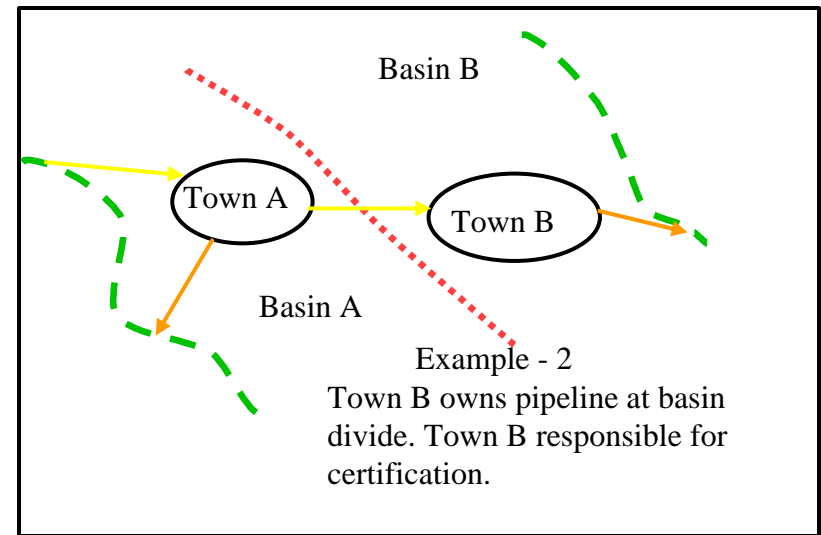 Basin B
Town A
Town B
Basin A
Example - 2
Town B owns pipeline at basin
divide. Town B responsible for
certification.